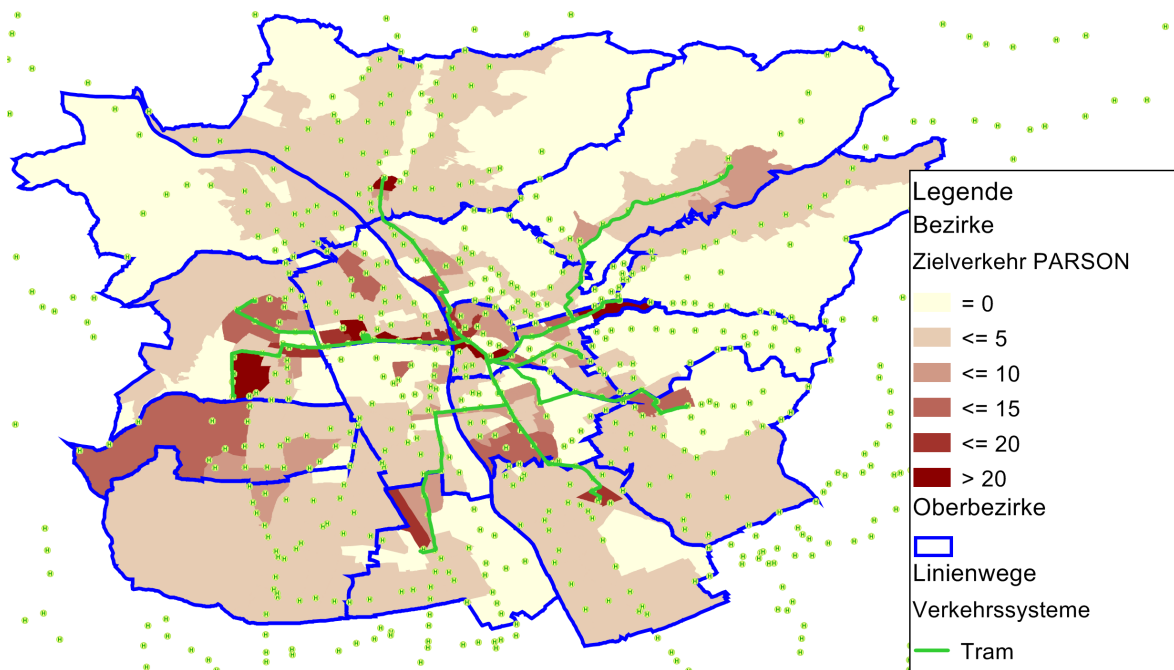 Legende
Bezirke
Zielverkehr PARSON
= 0
<= 5
<= 10
<= 15
<= 20
> 20
Oberbezirke
Linienwege
Verkehrssysteme
Tram